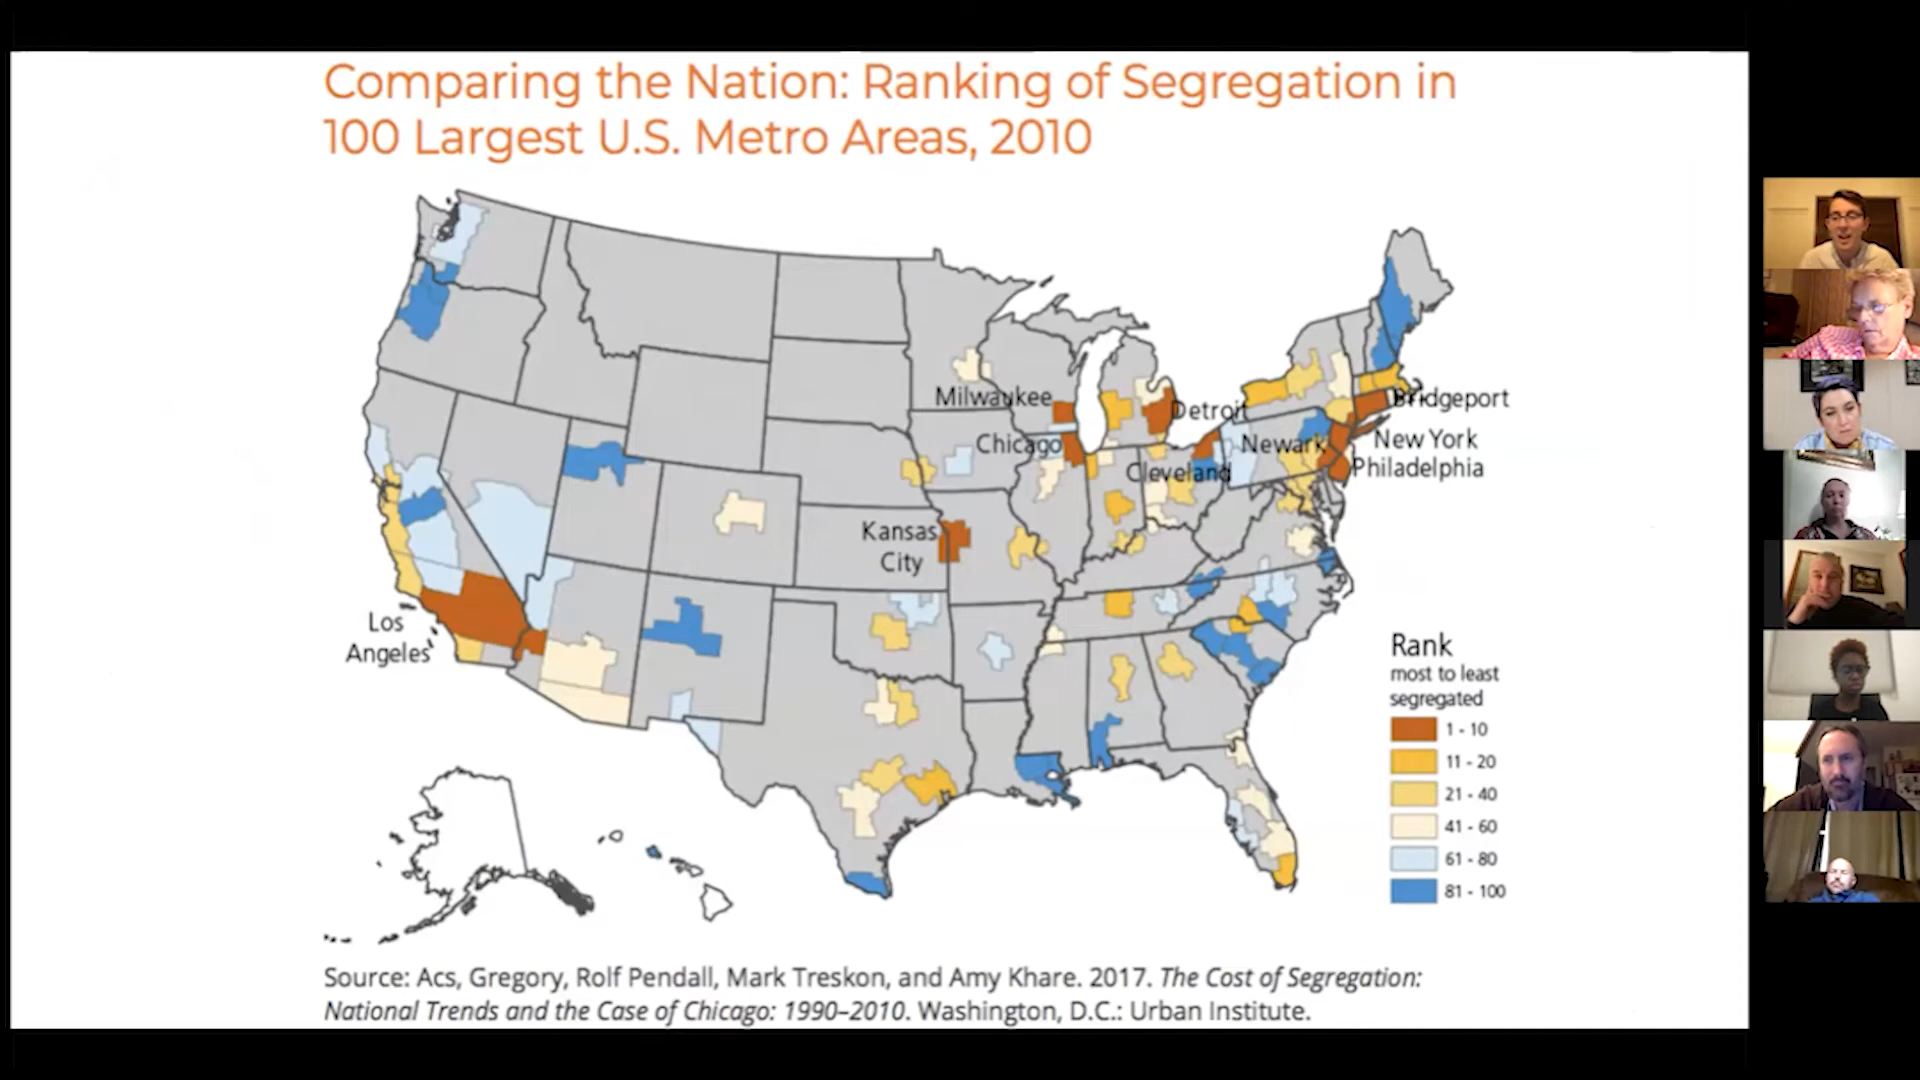 Comparing the Nation: Ranking of Segregation in
100 Largest U.S. Metro Areas, 2010
Milwaukee
Detroit
Bridgeport
Chicago
Newark
New York
Cleveland
Philadelphia
Kansas
City
Los
Angeles
Rank
most to least
segregated
1 - 10
11 - 20
21 - 40
41 - 60
61 - 80
81 - 100
Source: Acs, Gregory, Rolf Pendall, Mark Treskon, and Amy Khare. 2017. The Cost of Segregation:
National Trends and the Case of Chicago: 1990–2010. Washington, D.C.: Urban Institute.